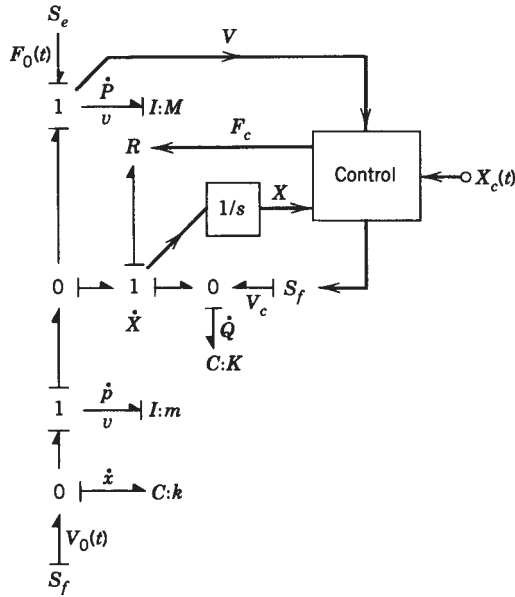 S_e
F_0(t)
V
1
Ṗ
v
I:M
R
F_c
Control
X_c(t)
1/s
X
0
1
Ẋ
0
V_c
S_f
Q̇
C:K
1
ṗ
v
I:m
0
ẋ
C:k
V_0(t)
S_f